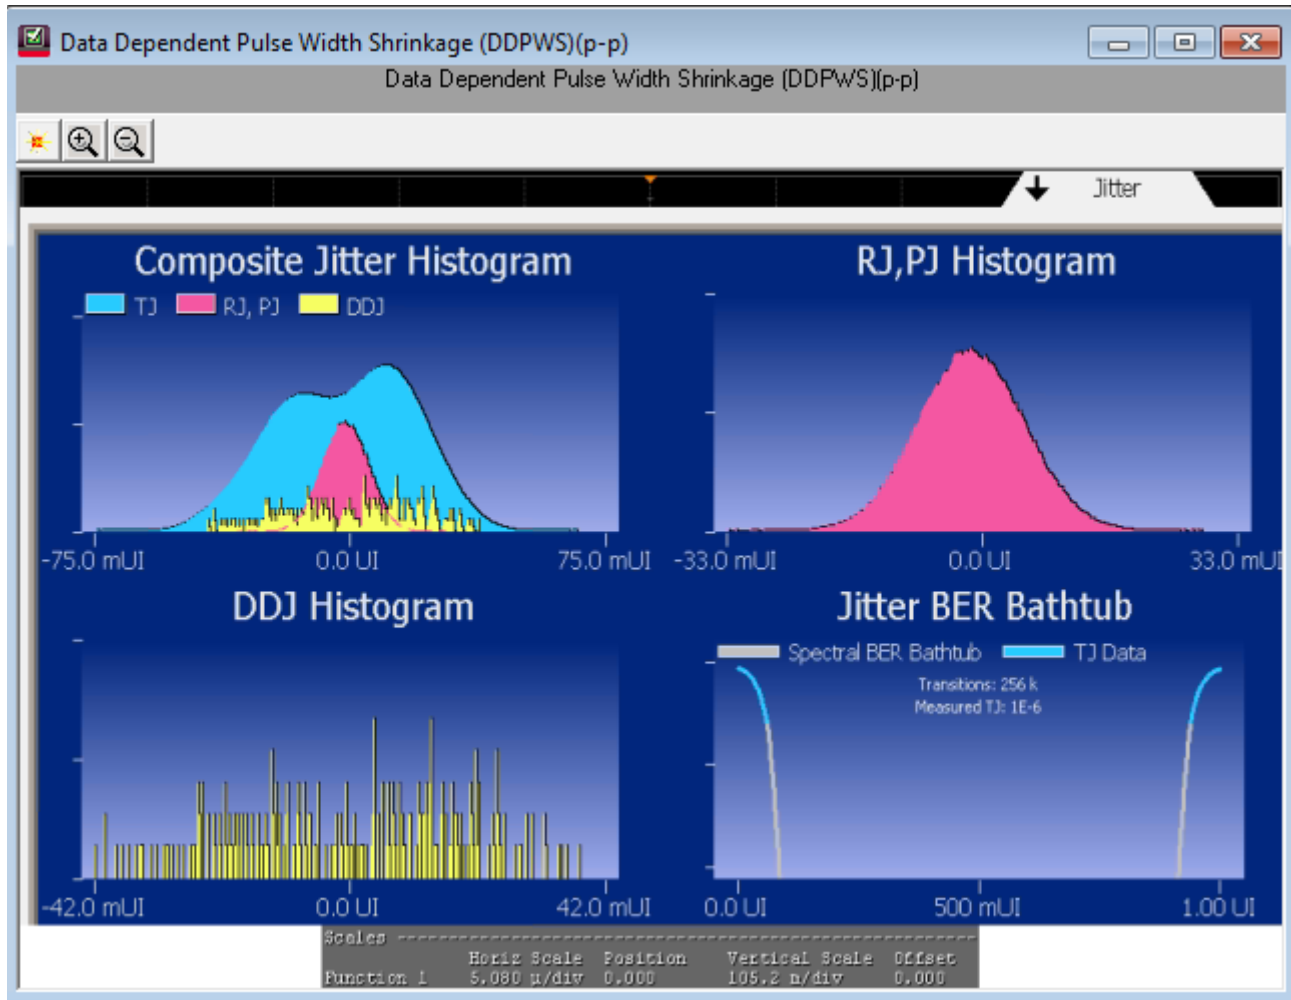 Data Dependent Pulse Width Shrinkage (DDPWS)(p-p)
Data Dependent Pulse Width Shrinkage (DDPWS)(p-p)
Jitter
Composite Jitter Histogram
TJ RJ, PJ DDJ
-75.0 mUI 0.0 UI 75.0 mUI
RJ,PJ Histogram
-33.0 mUI 0.0 UI 33.0 mUI
DDJ Histogram
-42.0 mUI 0.0 UI 42.0 mUI
Jitter BER Bathtub
Spectral BER Bathtub TJ Data
Transitions: 256 k
Measured TJ: 1E-6
0.0 UI 500 mUI 1.00 UI
Scales
Horiz Scale Position Vertical Scale Offset
Function 1 5.080 µ/div 0.000 105.2 m/div 0.000